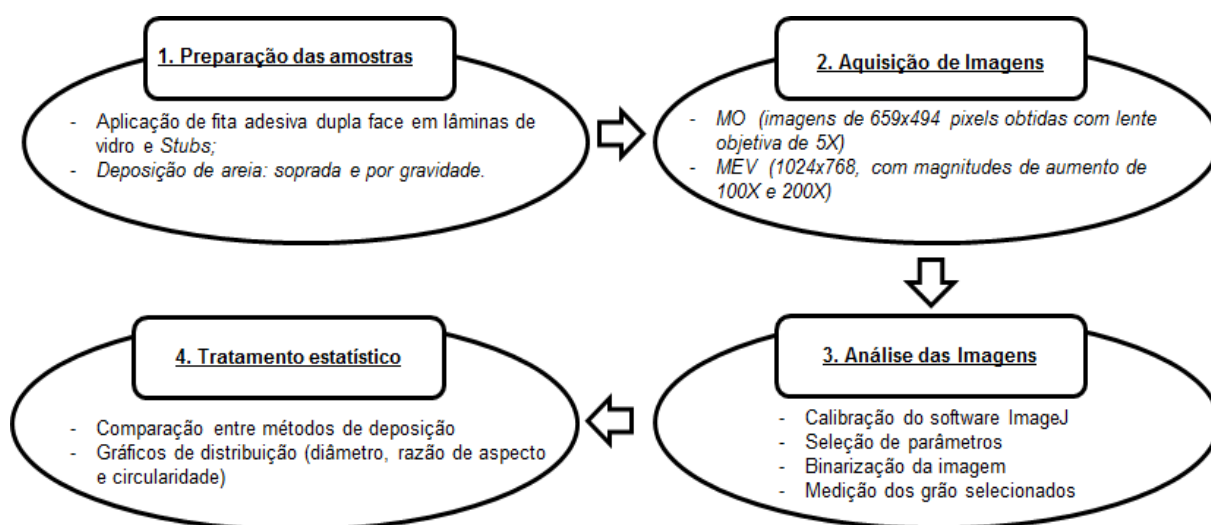 1. Preparação das amostras
- Aplicação de fita adesiva dupla face em lâminas de
vidro e Stubs;
- Deposição de areia: soprada e por gravidade.
2. Aquisição de Imagens
- MO (imagens de 659x494 pixels obtidas com lente
objetiva de 5X)
- MEV (1024x768, com magnitudes de aumento de
100X e 200X)
3. Análise das Imagens
- Calibração do software ImageJ
- Seleção de parâmetros
- Binarização da imagem
- Medição dos grão selecionados
4. Tratamento estatístico
- Comparação entre métodos de deposição
- Gráficos de distribuição (diâmetro, razão de aspecto
e circularidade)